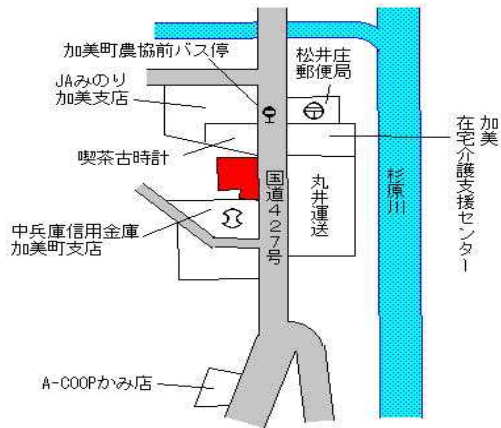 加美町農協前バス停
松井庄
郵便局
JAみのり
加美支店
加美
在宅介護支援センター
喫茶古時計
国道427号
丸井運送
杉原川
中兵庫信用金庫
加美町支店
A-COOPかみ店